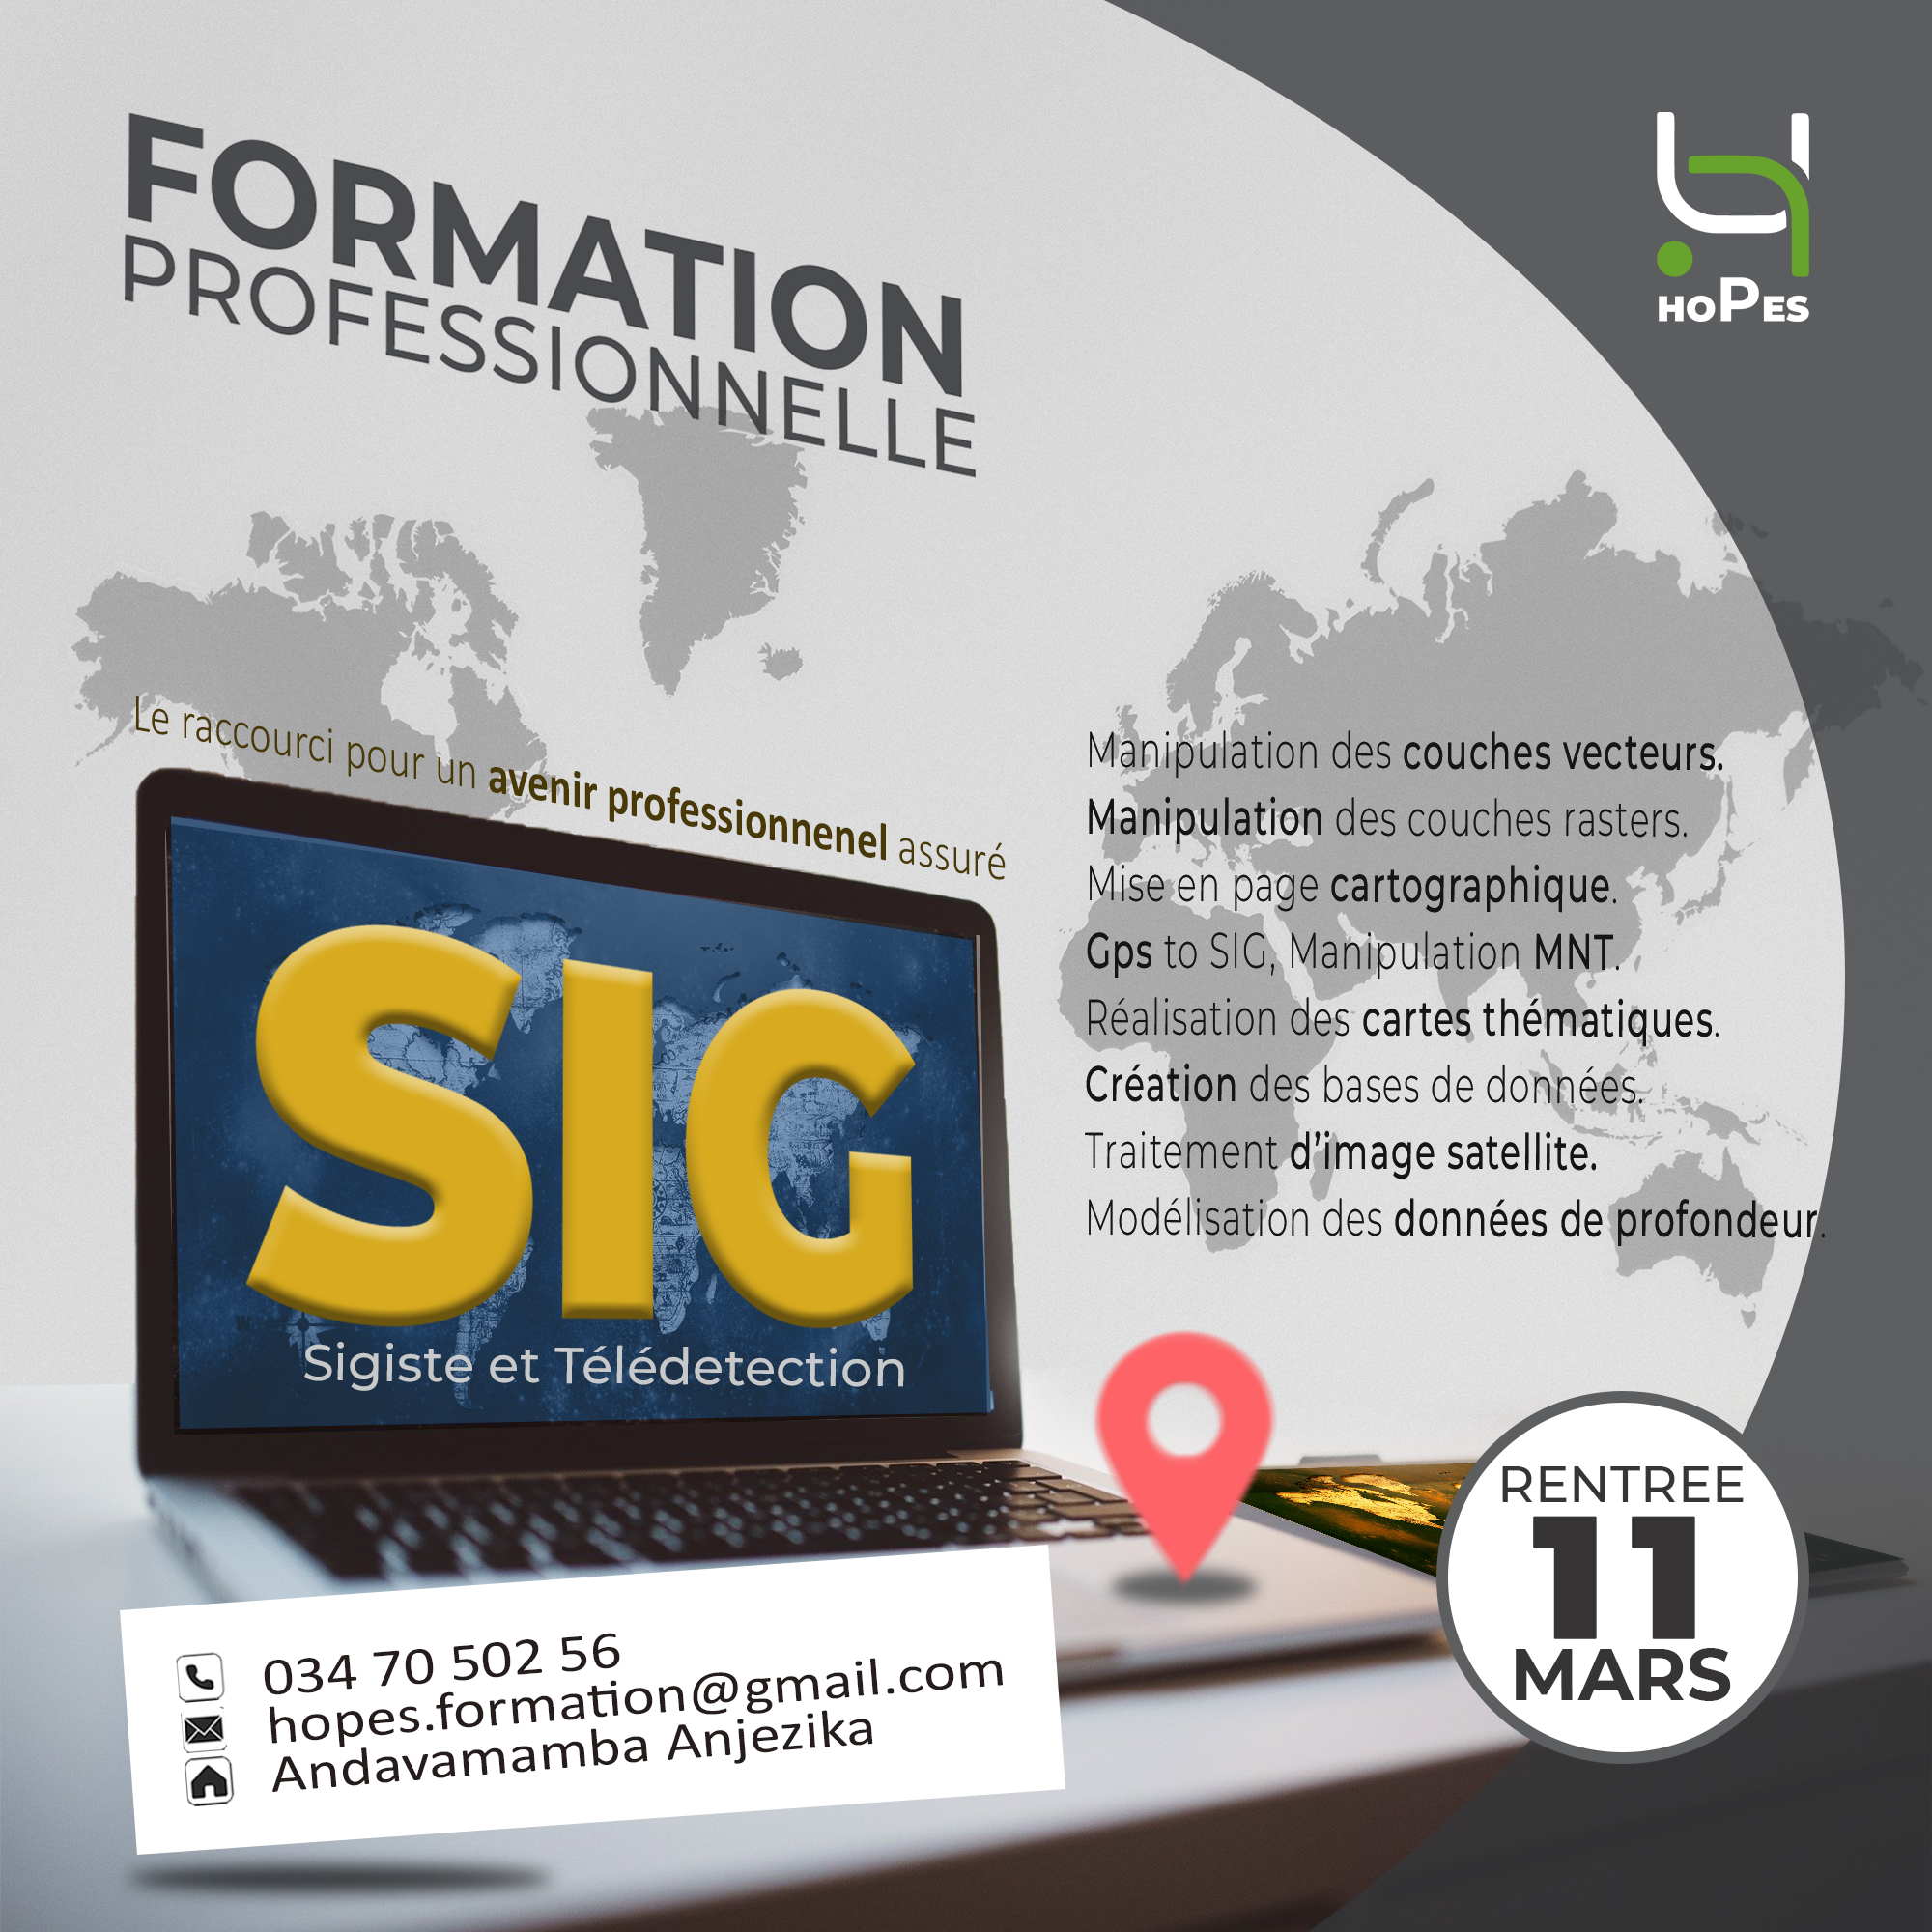 FORMATION
PROFESSIONNELLE
HOPES
Le raccourci pour un avenir professionnenel assuré
SIG
Sigiste et Télédetection
Manipulation des couches vecteurs.
Manipulation des couches rasters.
Mise en page cartographique.
Gps to SIG, Manipulation MNT.
Réalisation des cartes thématiques.
Création des bases de données.
Traitement d'image satellite.
Modélisation des données de profondeur.
RENTREE
11
MARS
034 70 502 56
hopes.formation@gmail.com
Andavamamba Anjezika